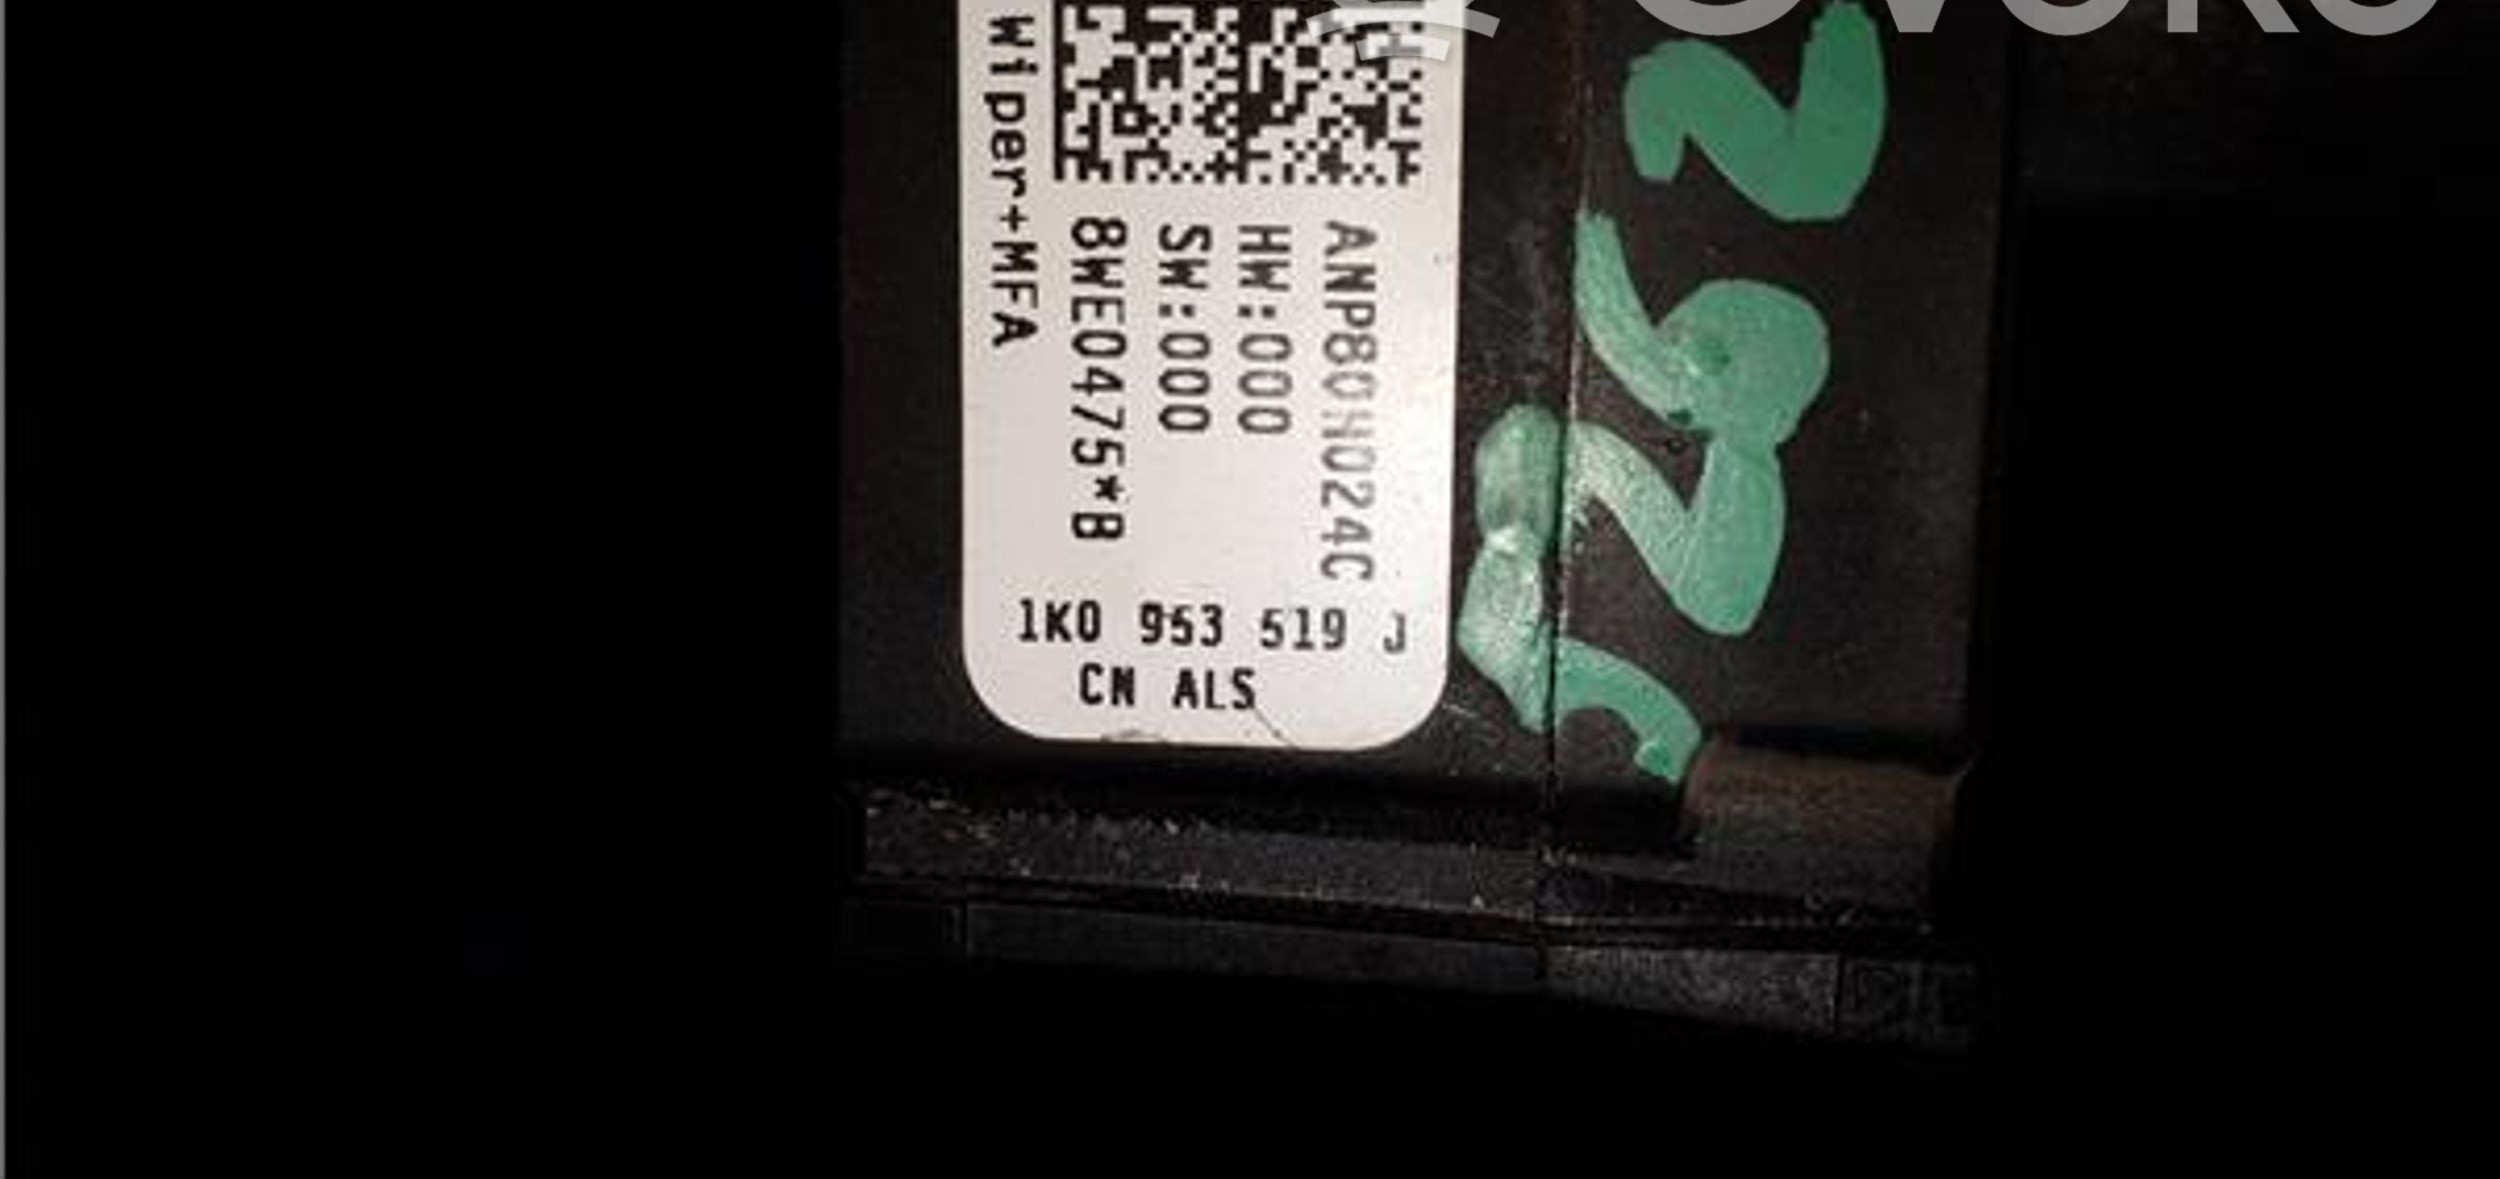 Wiper+MFA
8WE0475*B
SW:000
HW:000
ANP80H024C
1K0 953 519 J
CN ALS